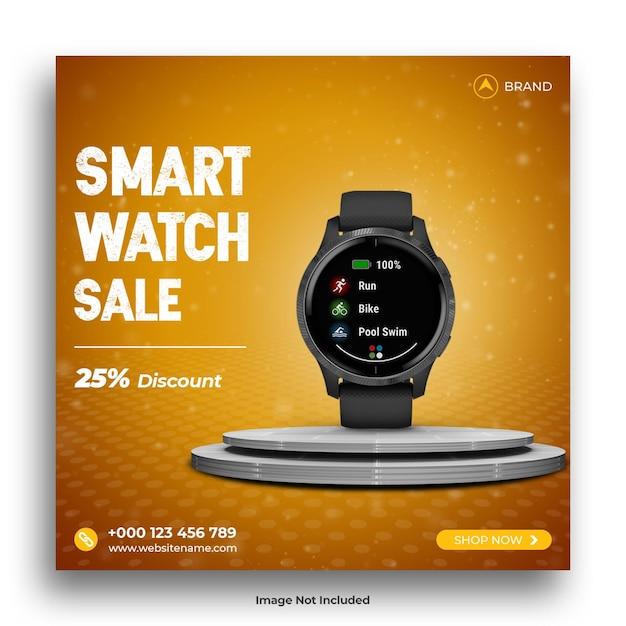 BRAND
SMART
WATCH
SALE
25% Discount
100%
Run
Bike
Pool Swim
+000 123 456 789
www.websitename.com
SHOP NOW
Image Not Included